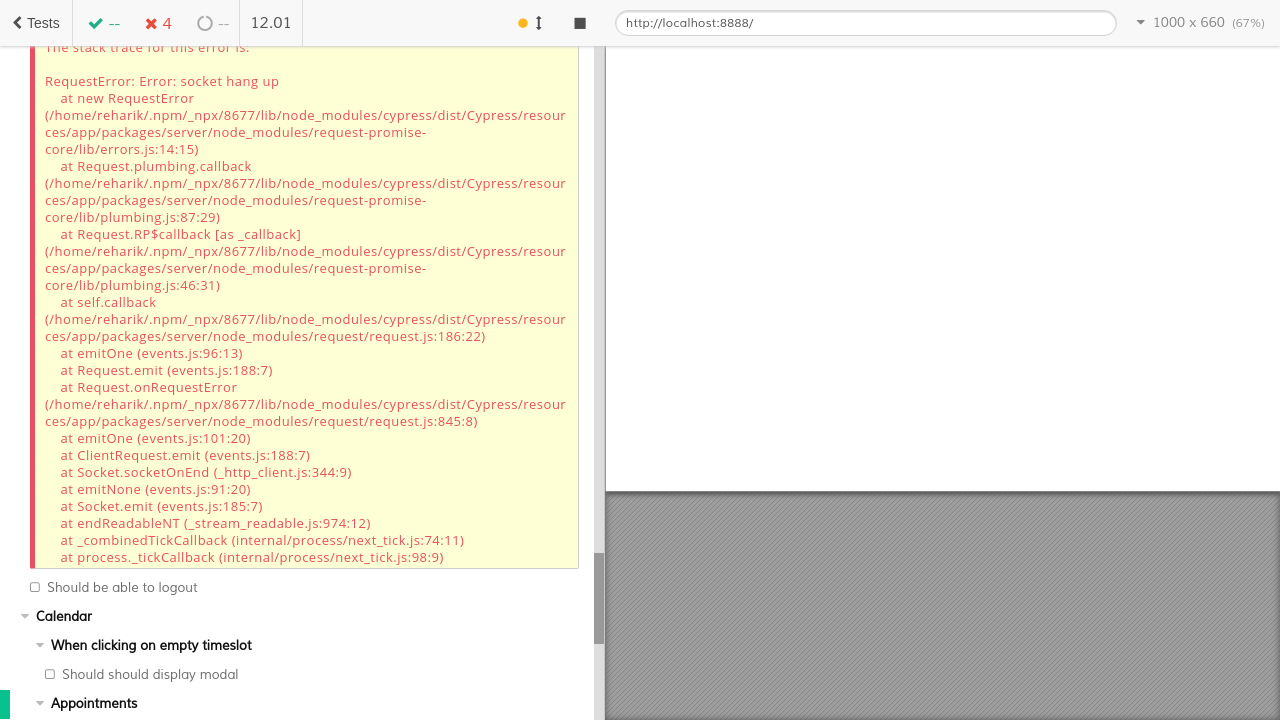 Tests
--
4
--
12.01
http://localhost:8888/
1000 x 660 (67%)
The stack trace for this error is:
RequestError: Error: socket hang up
at new RequestError
(/home/reharik/.npm/_npx/8677/lib/node_modules/cypress/dist/Cypress/resour
ces/app/packages/server/node_modules/request-promise-
core/lib/errors.js:14:15)
at Request.plumbing.callback
(/home/reharik/.npm/_npx/8677/lib/node_modules/cypress/dist/Cypress/resour
ces/app/packages/server/node_modules/request-promise-
core/lib/plumbing.js:87:29)
at Request.RP$callback [as _callback]
(/home/reharik/.npm/_npx/8677/lib/node_modules/cypress/dist/Cypress/resour
ces/app/packages/server/node_modules/request-promise-
core/lib/plumbing.js:46:31)
at self.callback
(/home/reharik/.npm/_npx/8677/lib/node_modules/cypress/dist/Cypress/resour
ces/app/packages/server/node_modules/request/request.js:186:22)
at emitOne (events.js:96:13)
at Request.emit (events.js:188:7)
at Request.onRequestError
(/home/reharik/.npm/_npx/8677/lib/node_modules/cypress/dist/Cypress/resour
ces/app/packages/server/node_modules/request/request.js:845:8)
at emitOne (events.js:101:20)
at ClientRequest.emit (events.js:188:7)
at Socket.socketOnEnd (_http_client.js:344:9)
at emitNone (events.js:91:20)
at Socket.emit (events.js:185:7)
at endReadableNT (_stream_readable.js:974:12)
at _combinedTickCallback (internal/process/next_tick.js:74:11)
at process._tickCallback (internal/process/next_tick.js:98:9)
Should be able to logout
Calendar
When clicking on empty timeslot
Should should display modal
Appointments